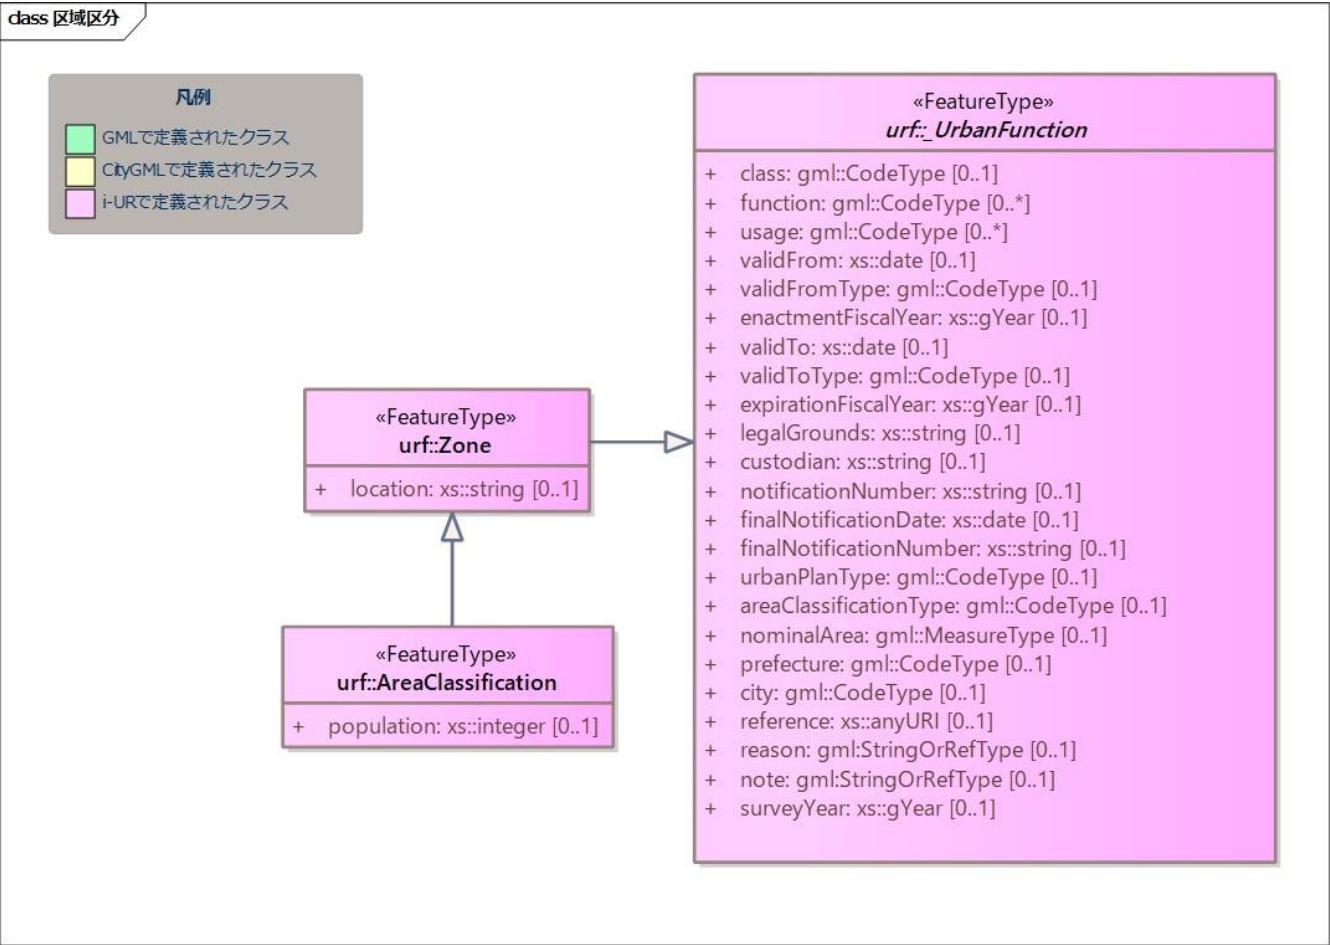 class 区域区分
凡例
GMLで定義されたクラス
CityGMLで定義されたクラス
i-URで定義されたクラス
«FeatureType»
urf::_UrbanFunction
+ class: gml::CodeType [0..1]
+ function: gml::CodeType [0..*]
+ usage: gml::CodeType [0..*]
+ validFrom: xs::date [0..1]
+ validFromType: gml::CodeType [0..1]
+ enactmentFiscalYear: xs::gYear [0..1]
+ validTo: xs::date [0..1]
+ validToType: gml::CodeType [0..1]
+ expirationFiscalYear: xs::gYear [0..1]
+ legalGrounds: xs::string [0..1]
+ custodian: xs::string [0..1]
+ notificationNumber: xs::string [0..1]
+ finalNotificationDate: xs::date [0..1]
+ finalNotificationNumber: xs::string [0..1]
+ urbanPlanType: gml::CodeType [0..1]
+ areaClassificationType: gml::CodeType [0..1]
+ nominalArea: gml::MeasureType [0..1]
+ prefecture: gml::CodeType [0..1]
+ city: gml::CodeType [0..1]
+ reference: xs::anyURI [0..1]
+ reason: gml:StringOrRefType [0..1]
+ note: gml:StringOrRefType [0..1]
+ surveyYear: xs::gYear [0..1]
«FeatureType»
urf::Zone
+ location: xs::string [0..1]
«FeatureType»
urf::AreaClassification
+ population: xs::integer [0..1]